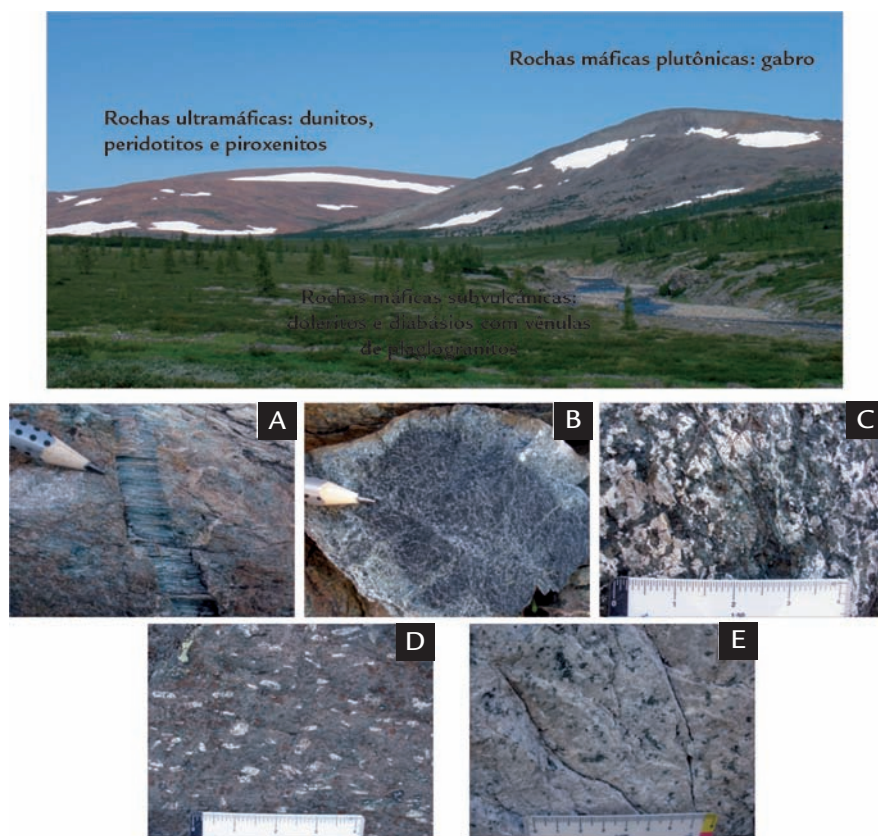 Rochas máficas plutônicas: gabro
Rochas ultramáficas: dunitos,
peridotitos e piroxenitos
Rochas máficas subvulcânicas:
doleritos e diabásios com vênulas
de plagiogranitos
A
B
C
D
E